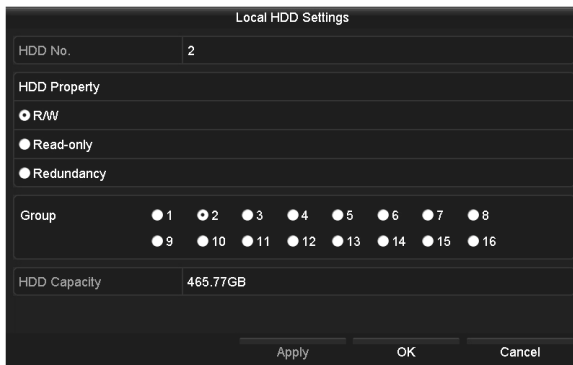 Local HDD Settings
HDD No. 2
HDD Property
R/W
Read-only
Redundancy
Group 1 2 3 4 5 6 7 8
9 10 11 12 13 14 15 16
HDD Capacity 465.77GB
Apply OK Cancel